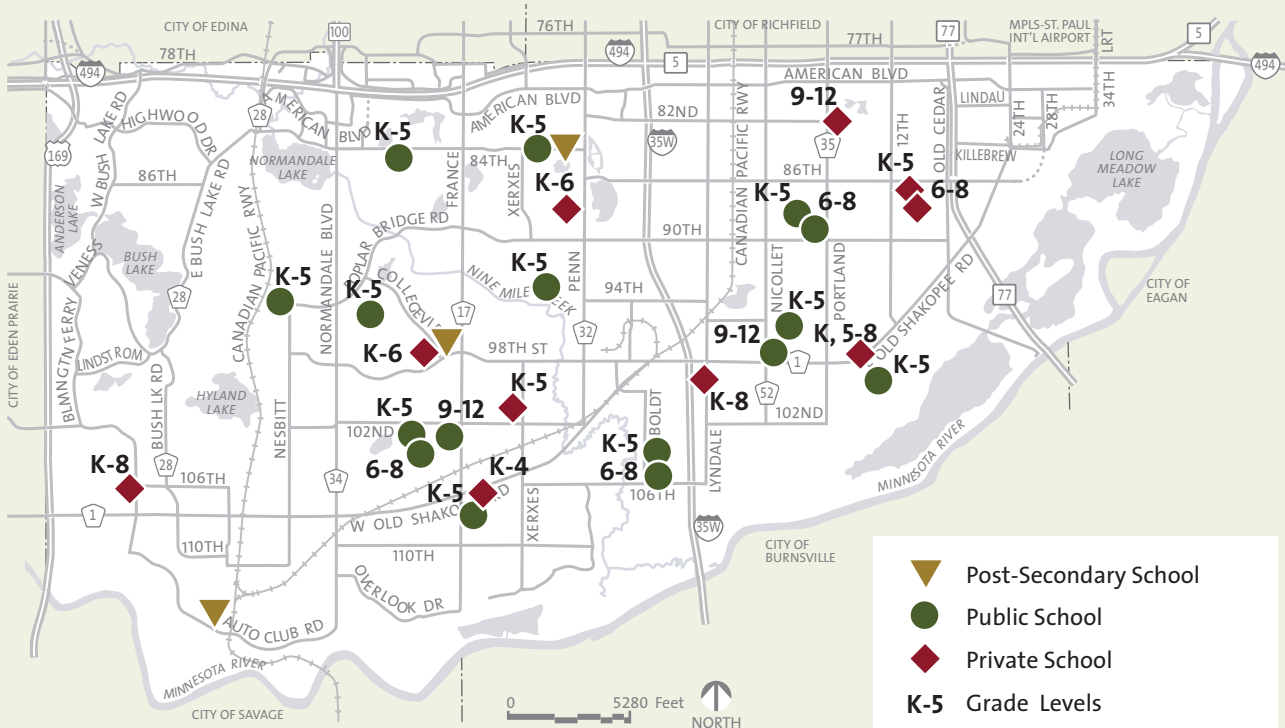 CITY OF EDINA
100
76TH
CITY OF RICHFIELD
77TH
77
MPLS-ST. PAUL
INT'L AIRPORT
LRT
5
78TH
494
5
494
494
AMERICAN BLVD
34TH
W BUSH LAKE RD
HIGHWOOD DR
28
AMERICAN BLVD
AMERICAN BLVD
82ND
9-12
LINDAU
24TH
28TH
K-5
K-5
35W
35
12TH
OLD CEDAR
KILLEBREW
169
NORMANDALE
LAKE
84TH
FRANCE
XERXES
K-6
CANADIAN PACIFIC RWY
86TH
K-5
6-8
LONG
MEADOW
LAKE
86TH
ANDERSON
LAKE
E BUSH LAKE RD
CANADIAN PACIFIC RWY
NORMANDALE BLVD
K-5
6-8
POPLAR BRIDGE RD
90TH
BUSH
LAKE
VENESS
K-5
K-5
COLLEGEVI
NINE MILE CREEK
K-5
PENN
94TH
NICOLLET
PORTLAND
OLD SHAKOPEE RD
77
CITY OF
EAGAN
CITY OF EDEN PRAIRIE
BLMNGTN FERRY
28
17
32
K-5
9-12
K, 5-8
LINDSTROM
K-6
98TH ST
1
K-5
HYLAND
LAKE
BUSH LK RD
NESBITT
K-5
K-8
52
102ND
K-5
9-12
102ND
6-8
BOLDT
LYNDALE
K-5
6-8
MINNESOTA RIVER
K-8
28
106TH
34
K-4
K-5
106TH
1
W OLD SHAKOPEE RD
XERXES
35W
110TH
110TH
CITY OF
BURNSVILLE
OVERLOOK DR
AUTO CLUB RD
MINNESOTA RIVER
CITY OF SAVAGE
0
5280 Feet
NORTH
Post-Secondary School
Public School
Private School
K-5 Grade Levels